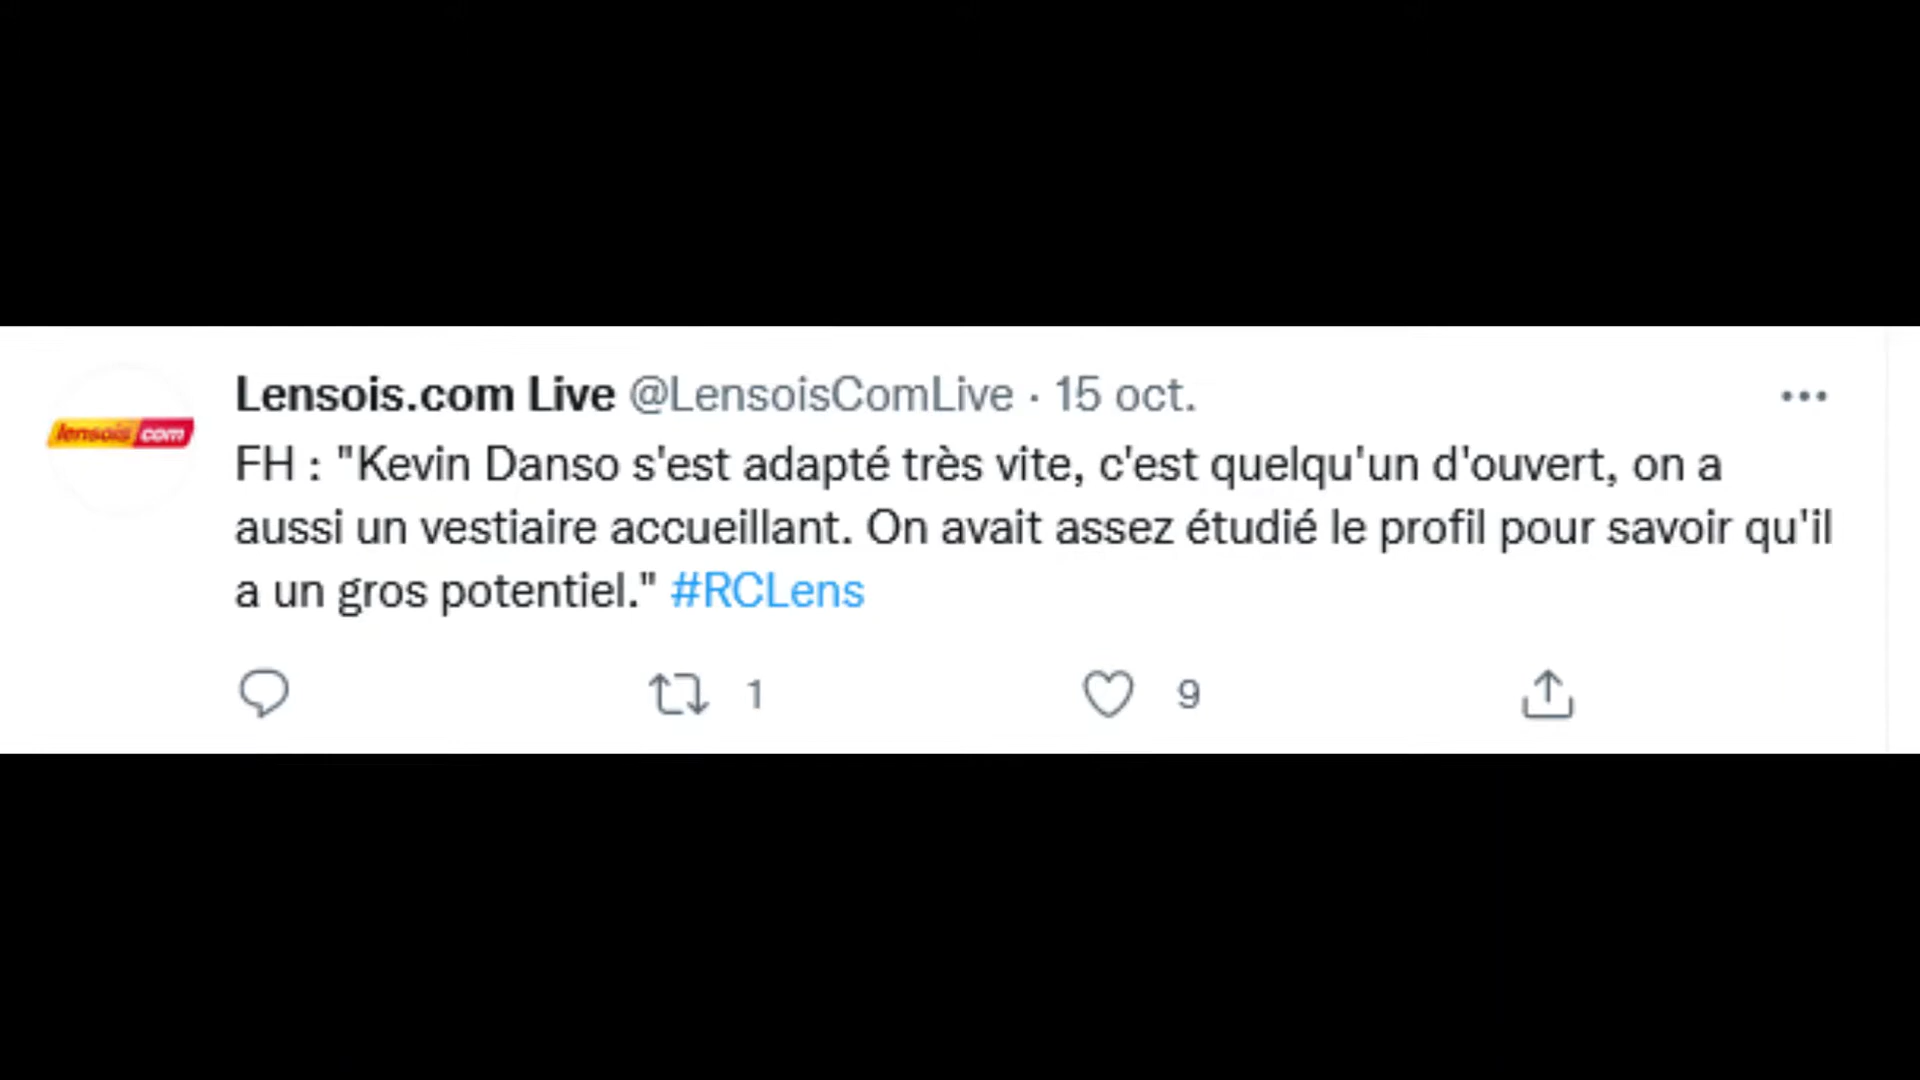 Lensois.com Live @LensoisComLive · 15 oct.
lensois com
FH : "Kevin Danso s'est adapté très vite, c'est quelqu'un d'ouvert, on a
aussi un vestiaire accueillant. On avait assez étudié le profil pour savoir qu'il
a un gros potentiel." #RCLens
1 9